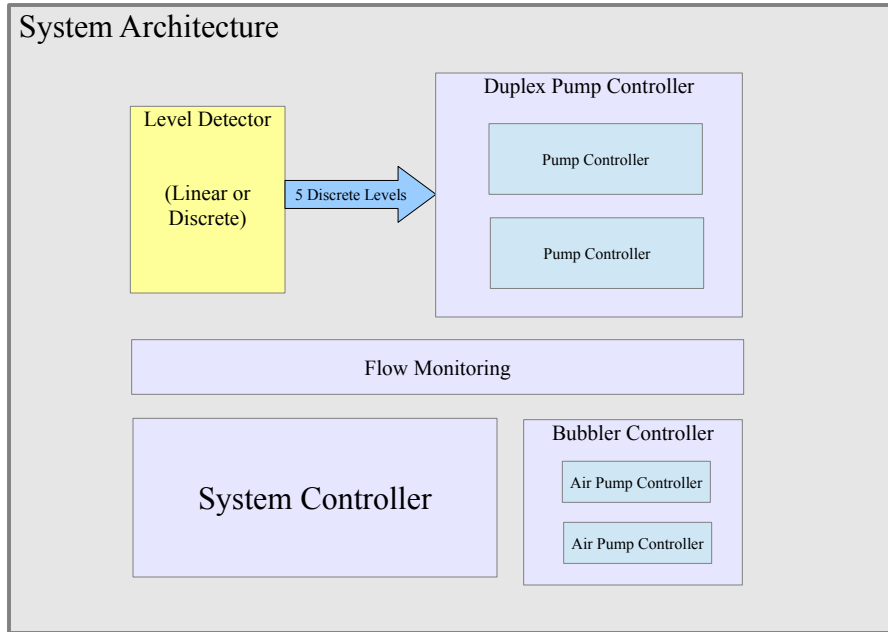 System Architecture
Duplex Pump Controller
Level Detector
Pump Controller
(Linear or
Discrete)
5 Discrete Levels
Pump Controller
Flow Monitoring
System Controller
Bubbler Controller
Air Pump Controller
Air Pump Controller